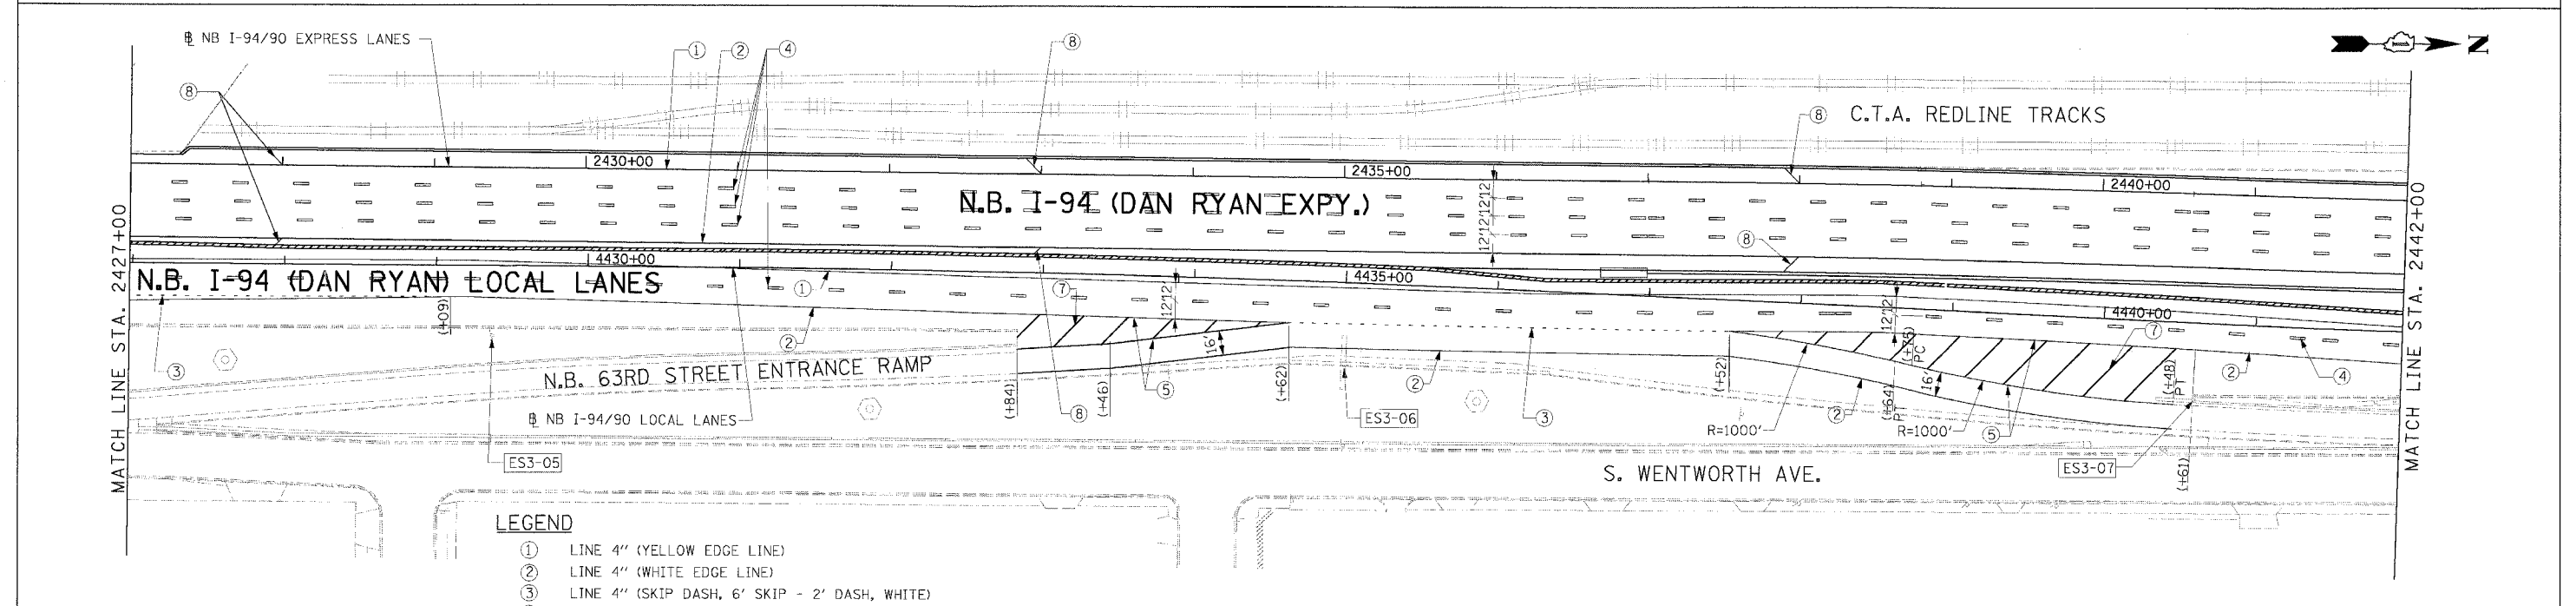 ℄ NB I-94/90 EXPRESS LANES
1
2
4
8
N
8
8 C.T.A. REDLINE TRACKS
2430+00
2435+00
2440+00
N.B. I-94 (DAN RYAN EXPY.)
12'12'12'12'
8
MATCH LINE STA. 2427+00
MATCH LINE STA. 2442+00
4430+00
4435+00
4440+00
N.B. I-94 (DAN RYAN) LOCAL LANES
1
7
12'12'
12'12'
7
3
(+09)
2
N.B. 63RD STREET ENTRANCE RAMP
16'
(+84)
(+46)
5
(+62)
2
(+52)
(+75)
PC
16'
(+64)
PT
(+48)
PT
2
4
℄ NB I-94/90 LOCAL LANES
8
ES3-06
3
R=1000'
2
R=1000'
5
ES3-05
S. WENTWORTH AVE.
ES3-07
(+61)
LEGEND
1 LINE 4" (YELLOW EDGE LINE)
2 LINE 4" (WHITE EDGE LINE)
3 LINE 4" (SKIP DASH, 6' SKIP - 2' DASH, WHITE)